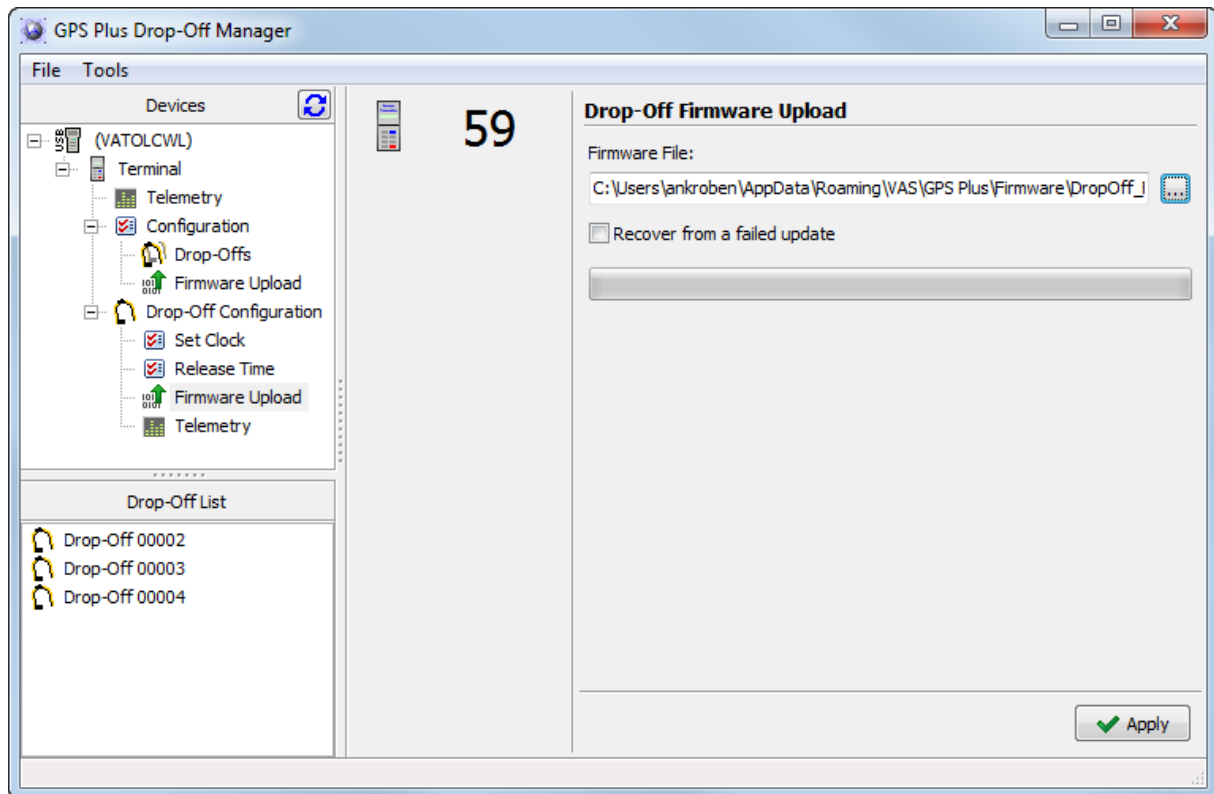 GPS Plus Drop-Off Manager
File Tools
Devices
(VATOLCWL)
Terminal
Telemetry
Configuration
Drop-Offs
Firmware Upload
Drop-Off Configuration
Set Clock
Release Time
Firmware Upload
Telemetry
Drop-Off List
Drop-Off 00002
Drop-Off 00003
Drop-Off 00004
59
Drop-Off Firmware Upload
Firmware File:
C:\Users\ankroben\AppData\Roaming\VAS\GPS Plus\Firmware\DropOff_
...
Recover from a failed update
Apply